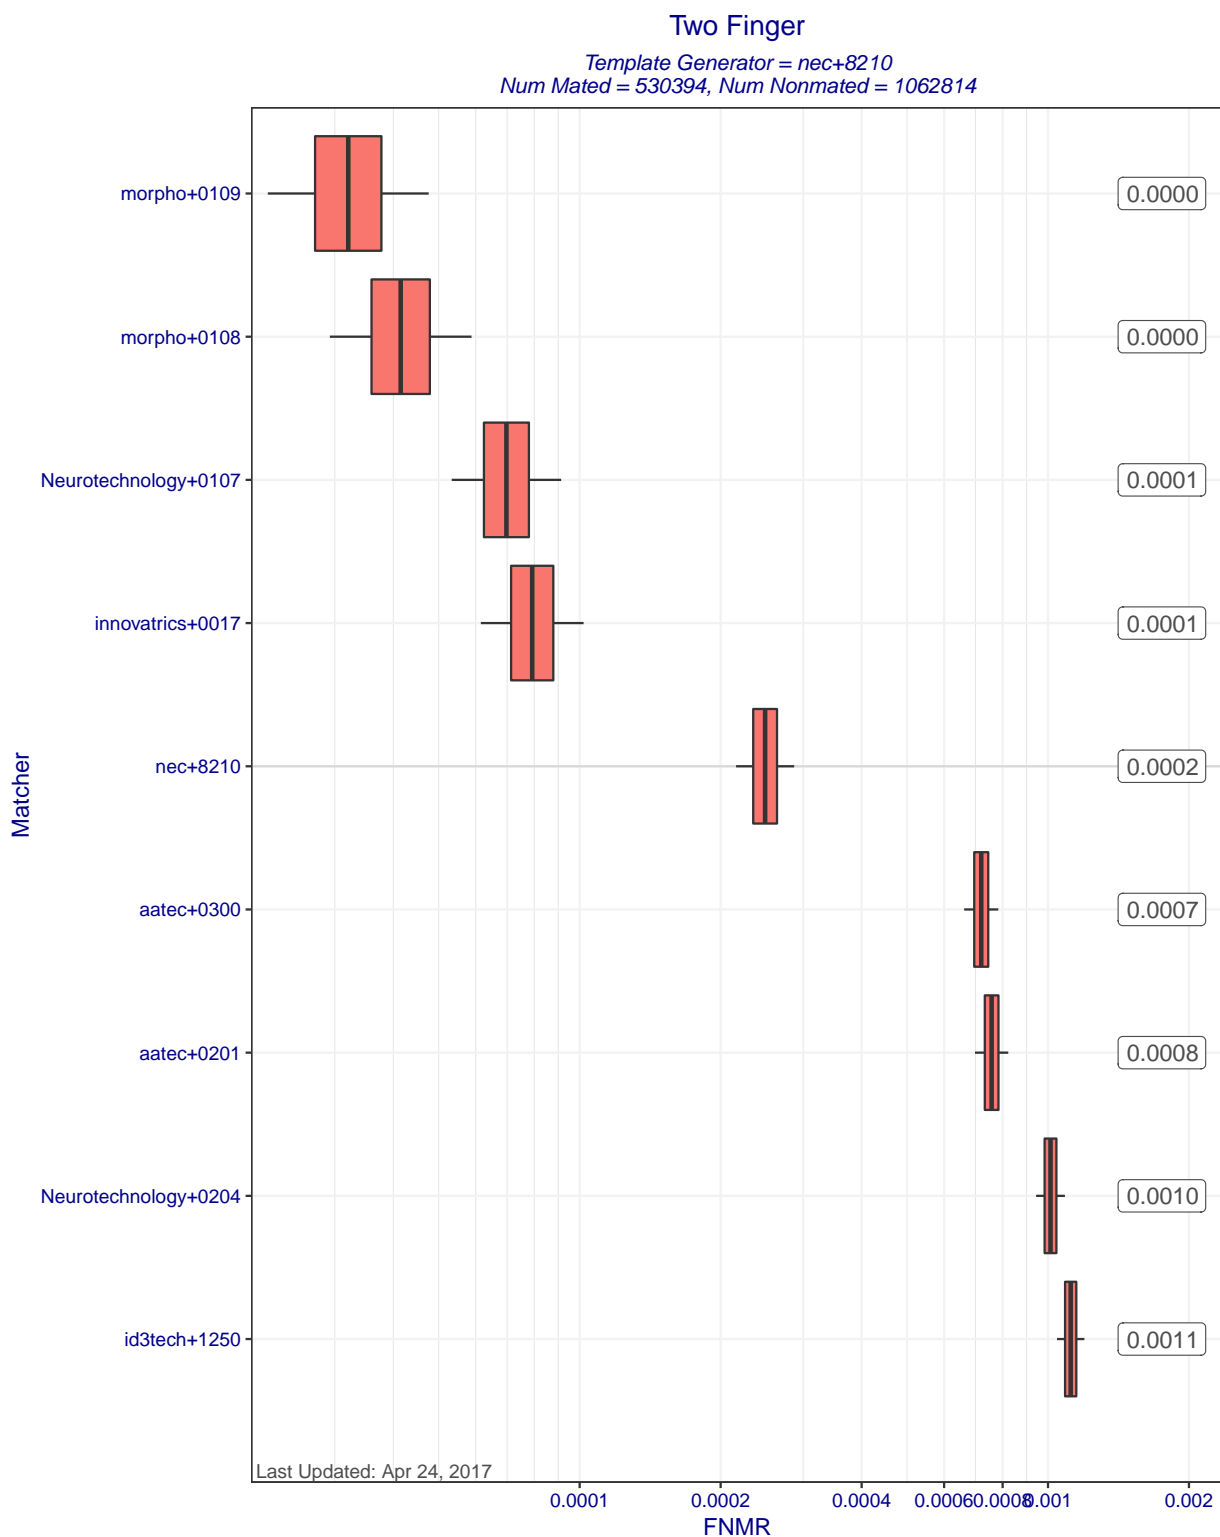 Two Finger
Template Generator = nec+8210
Num Mated = 530394, Num Nonmated = 1062814
morpho+0109
0.0000
morpho+0108
0.0000
Neurotechnology+0107
0.0001
innovatrics+0017
0.0001
nec+8210
0.0002
Matcher
aatec+0300
0.0007
aatec+0201
0.0008
Neurotechnology+0204
0.0010
id3tech+1250
0.0011
Last Updated: Apr 24, 2017
0.0001 0.0002 0.0004 0.0006 0.0008 0.001 0.002
FNMR